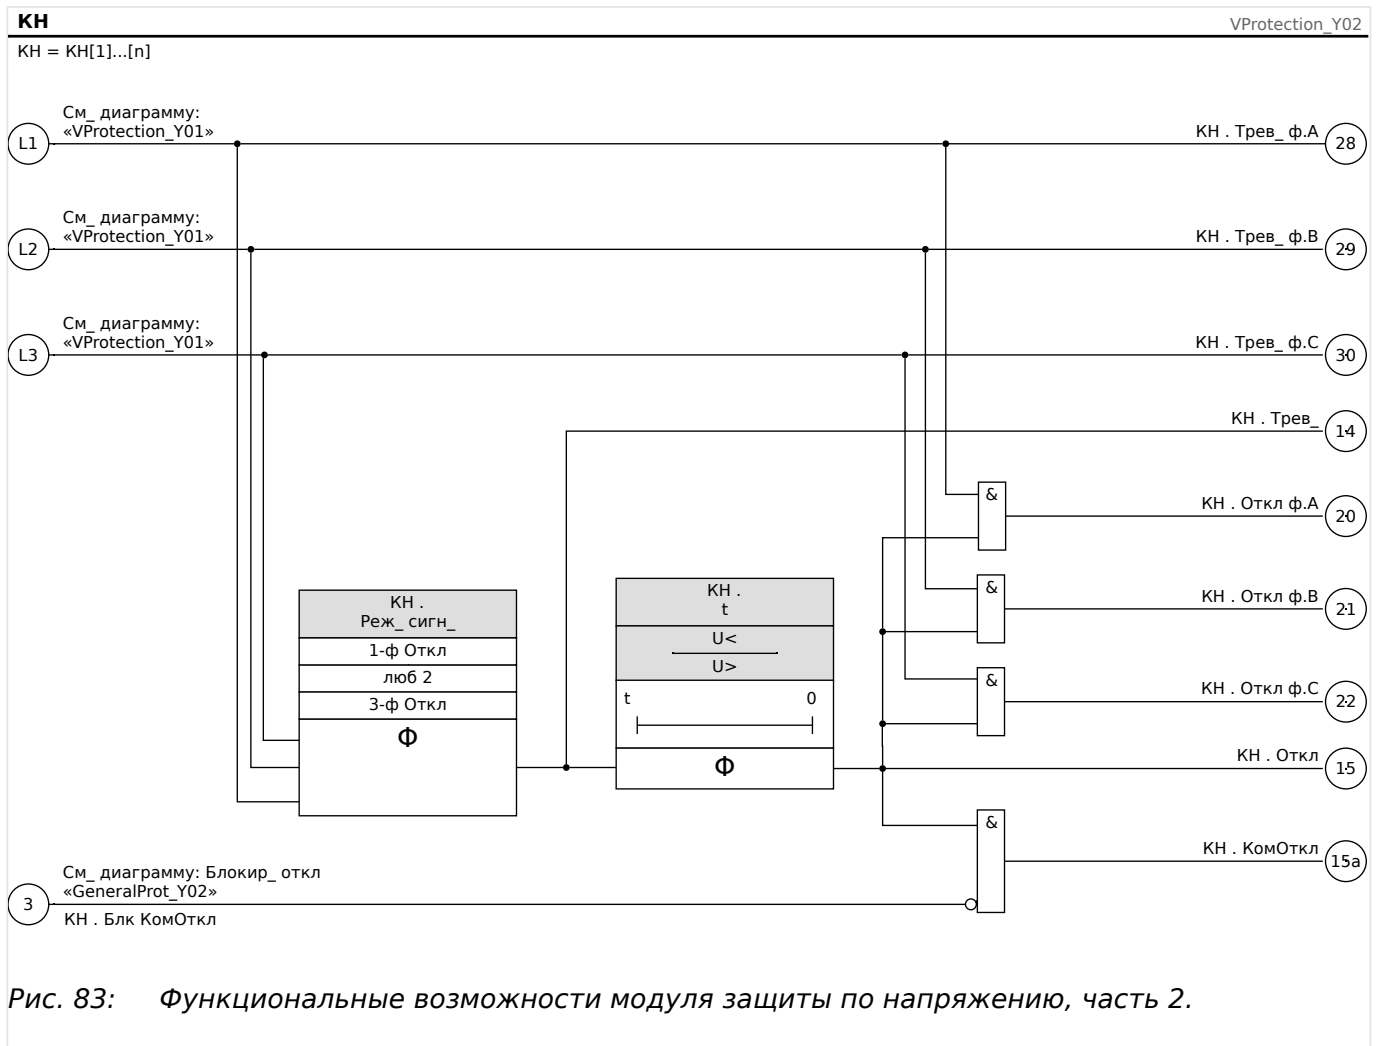 КН
VProtection_Y02
КН = КН[1]...[n]
См_ диаграмму:
«VProtection_Y01»
L1
КН . Трев_ ф.А
28
См_ диаграмму:
«VProtection_Y01»
L2
КН . Трев_ ф.В
29
См_ диаграмму:
«VProtection_Y01»
L3
КН . Трев_ ф.С
30
КН . Трев_
14
&
КН . Откл ф.А
20
&
КН . Откл ф.В
21
КН .
Реж_ сигн_
1-ф Откл
люб 2
3-ф Откл
Ф
КН .
t
U<
U>
t 0
Ф
&
КН . Откл ф.С
22
КН . Откл
15
&
КН . КомОткл
15a
См_ диаграмму: Блокир_ откл
«GeneralProt_Y02»
3
КН . Блк КомОткл
Рис. 83: Функциональные возможности модуля защиты по напряжению, часть 2.